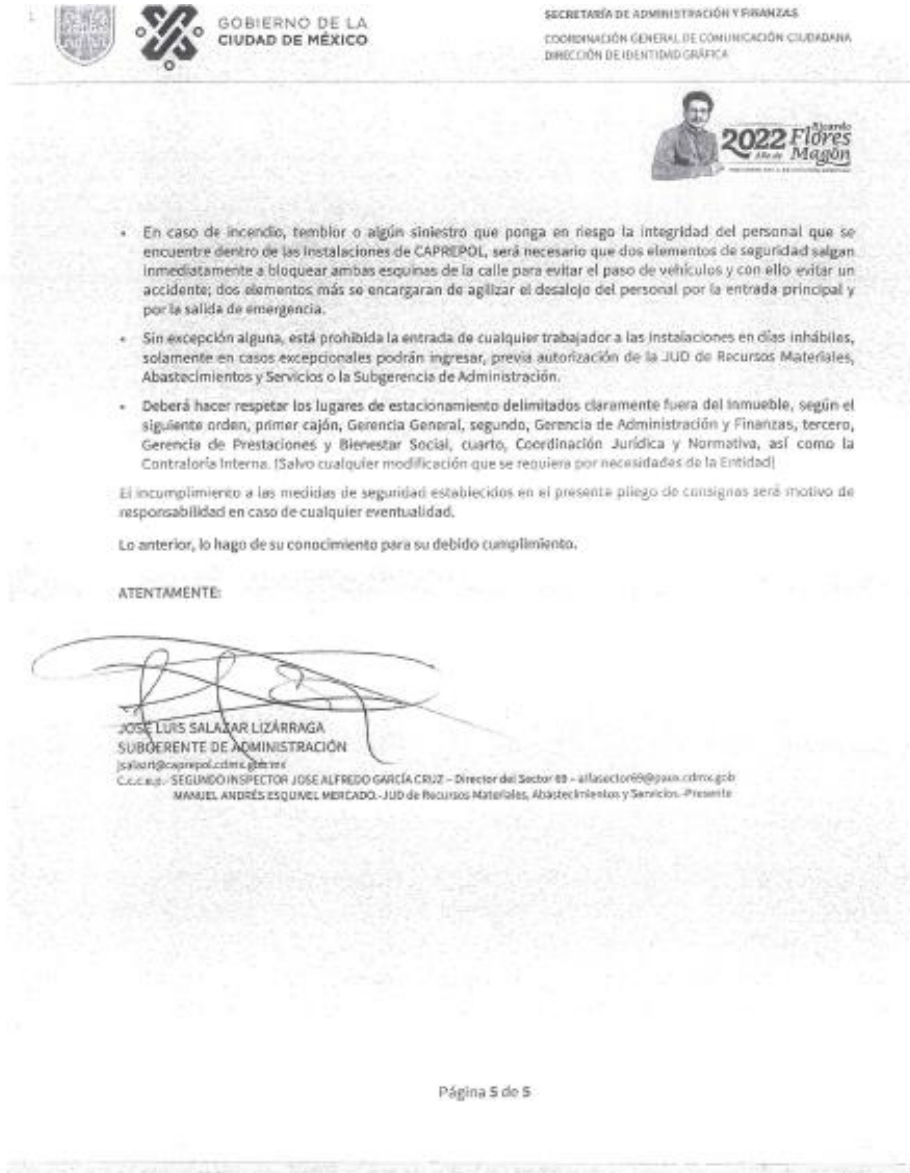 GOBIERNO DE LA
CIUDAD DE MÉXICO
SECRETARÍA DE ADMINISTRACIÓN Y FINANZAS
COORDINACIÓN GENERAL DE COMUNICACIÓN CIUDADANA
DIRECCIÓN DE IDENTIDAD GRÁFICA
2022 Ricardo Flores
Año de Magón
• En caso de incendio, temblor o algún siniestro que ponga en riesgo la integridad del personal que se
encuentre dentro de las instalaciones de CAPREPOL, será necesario que dos elementos de seguridad salgan
inmediatamente a bloquear ambas esquinas de la calle para evitar el paso de vehículos y con ello evitar un
accidente; dos elementos más se encargaran de agilizar el desalojo del personal por la entrada principal y
por la salida de emergencia.
• Sin excepción alguna, está prohibida la entrada de cualquier trabajador a las instalaciones en días inhábiles,
solamente en casos excepcionales podrán ingresar, previa autorización de la JUD de Recursos Materiales,
Abastecimientos y Servicios o la Subgerencia de Administración.
• Deberá hacer respetar los lugares de estacionamiento delimitados claramente fuera del inmueble, según el
siguiente orden, primer cajón, Gerencia General, segundo, Gerencia de Administración y Finanzas, tercero,
Gerencia de Prestaciones y Bienestar Social, cuarto, Coordinación Jurídica y Normativa, así como la
Contraloría Interna. (Salvo cualquier modificación que se requiera por necesidades de la Entidad)
El incumplimiento a las medidas de seguridad establecidos en el presente pliego de consignas será motivo de
responsabilidad en caso de cualquier eventualidad.
Lo anterior, lo hago de su conocimiento para su debido cumplimiento.
ATENTAMENTE:
JOSÉ LUIS SALAZAR LIZÁRRAGA
SUBGERENTE DE ADMINISTRACIÓN
C.c.c.e.p.- SEGUNDO INSPECTOR JOSE ALFREDO GARCÍA CRUZ – Director del Sector 69 –
MANUEL ANDRÉS ESQUIVEL MERCADO.-JUD de Recursos Materiales, Abastecimientos y Servicios.-Presente
Página 5 de 5